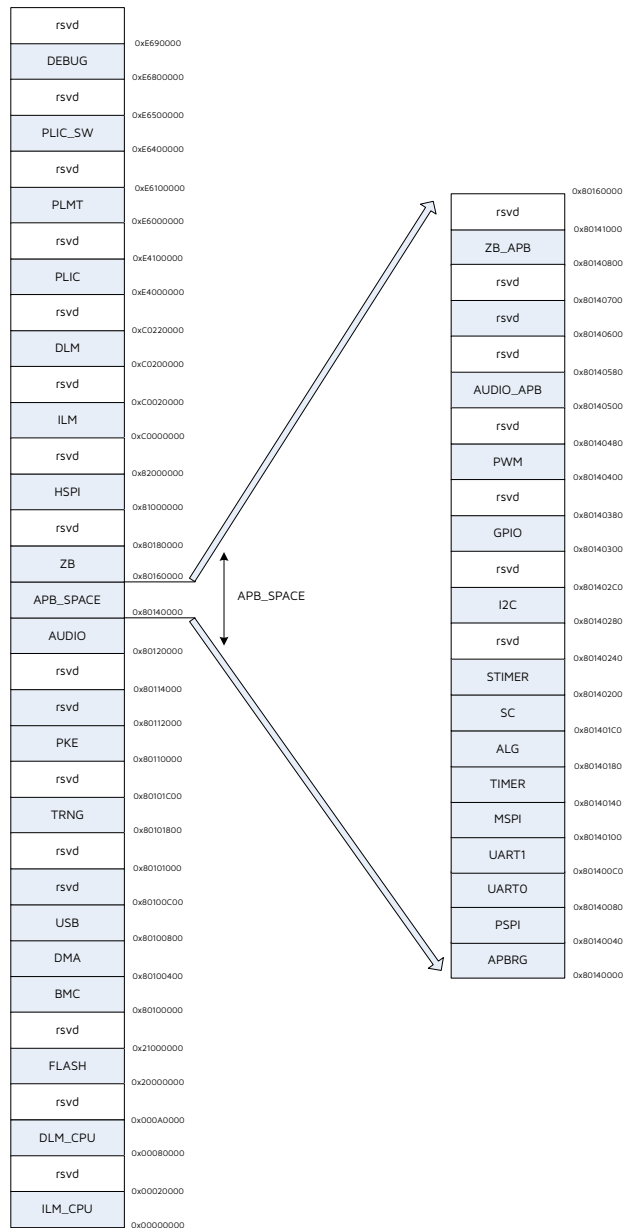 rsvd
0xE690000
DEBUG
0xE6800000
rsvd
0xE6500000
PLIC_SW
0xE6400000
rsvd
0xE6100000
PLMT
0xE6000000
rsvd
0xE4100000
PLIC
0xE4000000
rsvd
0xC0220000
DLM
0xC0200000
rsvd
0xC0020000
ILM
0xC0000000
rsvd
0x82000000
HSPI
0x81000000
rsvd
0x80180000
ZB
0x80160000
APB_SPACE
0x80140000
AUDIO
0x80120000
rsvd
0x80114000
rsvd
0x80112000
PKE
0x80110000
rsvd
0x80101C00
TRNG
0x80101800
rsvd
0x80101000
rsvd
0x80100C00
USB
0x80100800
DMA
0x80100400
BMC
0x80100000
rsvd
0x21000000
FLASH
0x20000000
rsvd
0x000A0000
DLM_CPU
0x00080000
rsvd
0x00020000
ILM_CPU
0x00000000
APB_SPACE
0x80160000
rsvd
0x80141000
ZB_APB
0x80140800
rsvd
0x80140700
rsvd
0x80140600
rsvd
0x80140580
AUDIO_APB
0x80140500
rsvd
0x80140480
PWM
0x80140400
rsvd
0x80140380
GPIO
0x80140300
rsvd
0x801402C0
I2C
0x80140280
rsvd
0x80140240
STIMER
0x80140200
SC
0x801401C0
ALG
0x80140180
TIMER
0x80140140
MSPI
0x80140100
UART1
0x801400C0
UART0
0x80140080
PSPI
0x80140040
APBRG
0x80140000